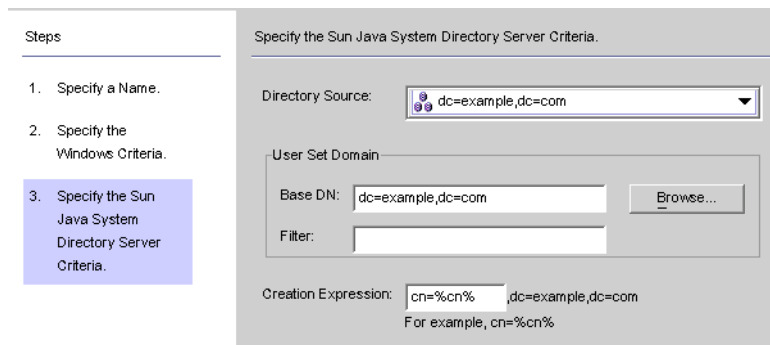 Steps
1. Specify a Name.
2. Specify the
Windows Criteria.
3. Specify the Sun
Java System
Directory Server
Criteria.
Specify the Sun Java System Directory Server Criteria.
Directory Source: dc=example,dc=com
User Set Domain
Base DN: dc=example,dc=com Browse...
Filter:
Creation Expression: cn=%cn% ,dc=example,dc=com
For example, cn=%cn%